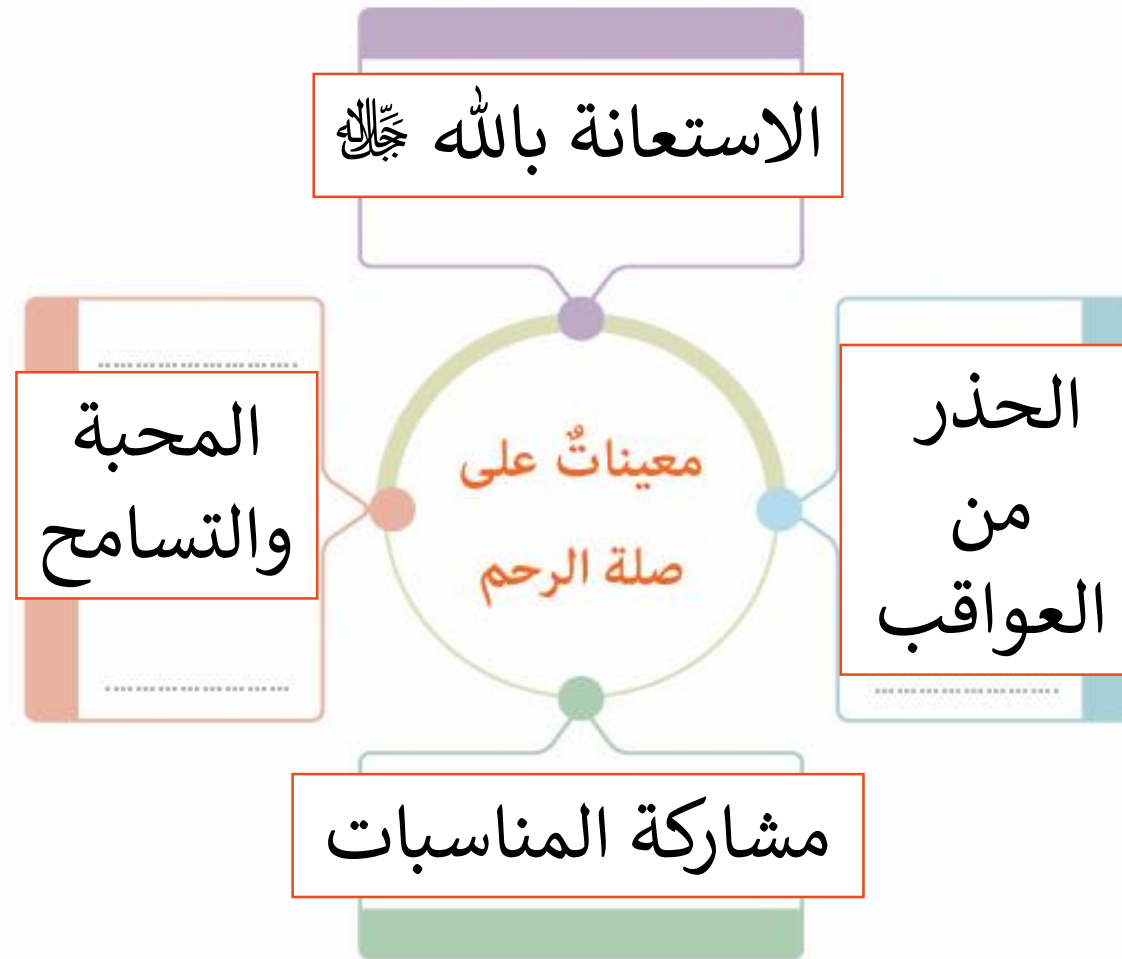 الاستعانة بالله ﷻ
معيناتٌ على
صلة الرحم
الحذر
من
العواقب
المحبة
والتسامح
مشاركة المناسبات